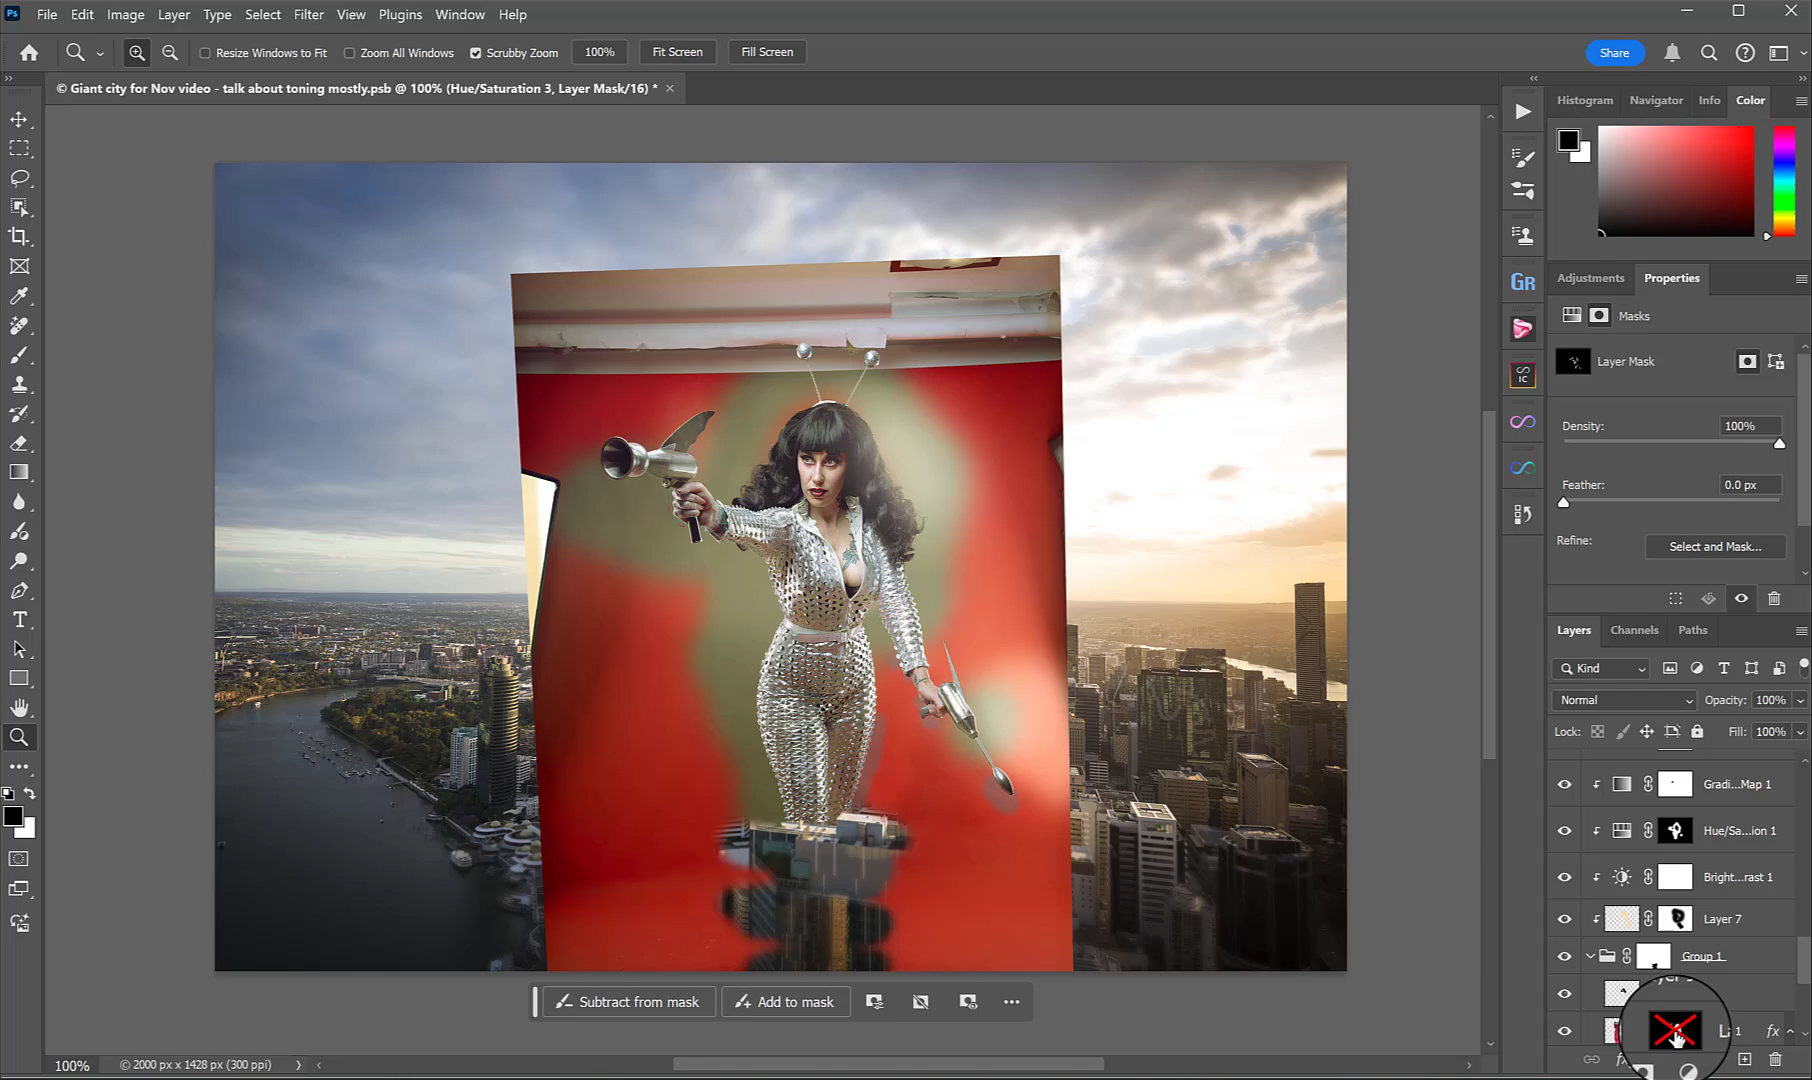 Ps File Edit Image Layer Type Select Filter View Plugins Window Help
Resize Windows to Fit Zoom All Windows Scrubby Zoom 100% Fit Screen Fill Screen Share
© Giant city for Nov video - talk about toning mostly.psb @ 100% (Hue/Saturation 3, Layer Mask/16) * ×
Histogram Navigator Info Color
Gr
Adjustments Properties
Masks
Layer Mask
IC
Density: 100%
Feather: 0.0 px
Refine: Select and Mask...
Layers Channels Paths
Kind
Normal Opacity: 100%
Lock: Fill: 100%
Gradi...Map 1
Hue/Sa...ion 1
Bright...rast 1
Layer 7
Group 1
Subtract from mask Add to mask
fx
100% © 2000 px x 1428 px (300 ppi)